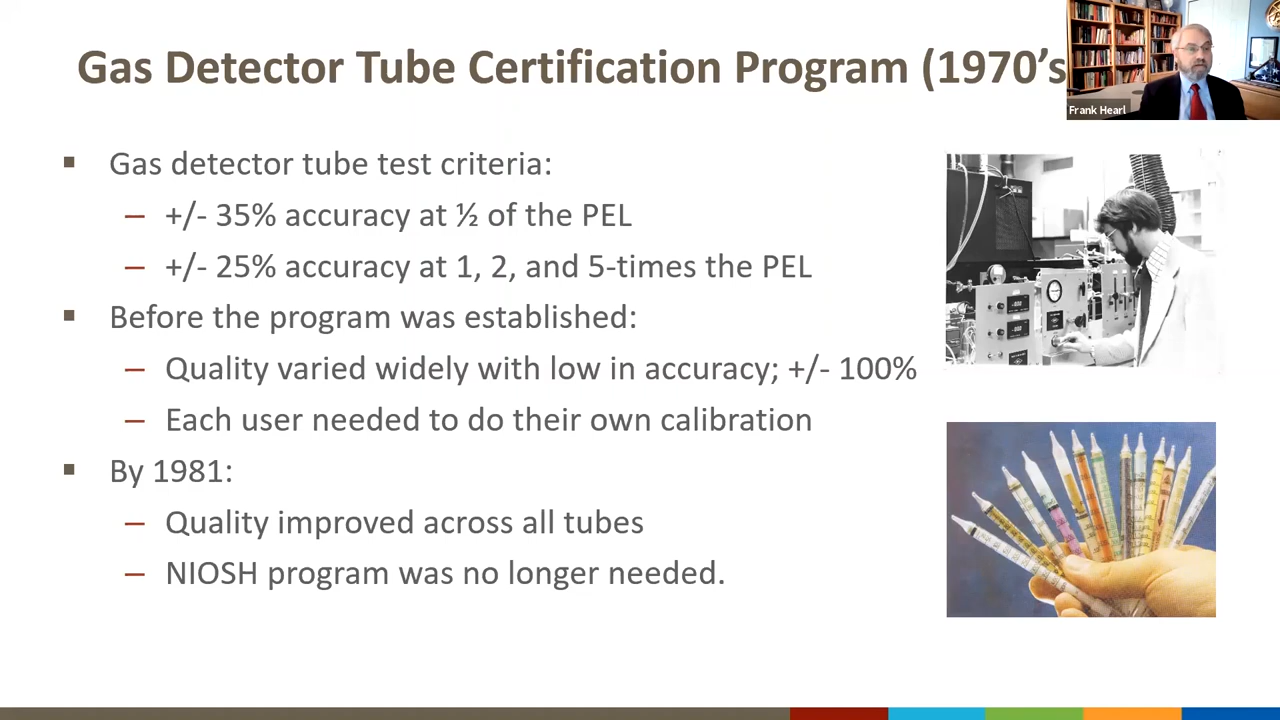 Gas Detector Tube Certification Program (1970's
Frank Hearl
▪ Gas detector tube test criteria:
– +/- 35% accuracy at ½ of the PEL
– +/- 25% accuracy at 1, 2, and 5-times the PEL
▪ Before the program was established:
– Quality varied widely with low in accuracy; +/- 100%
– Each user needed to do their own calibration
▪ By 1981:
– Quality improved across all tubes
– NIOSH program was no longer needed.